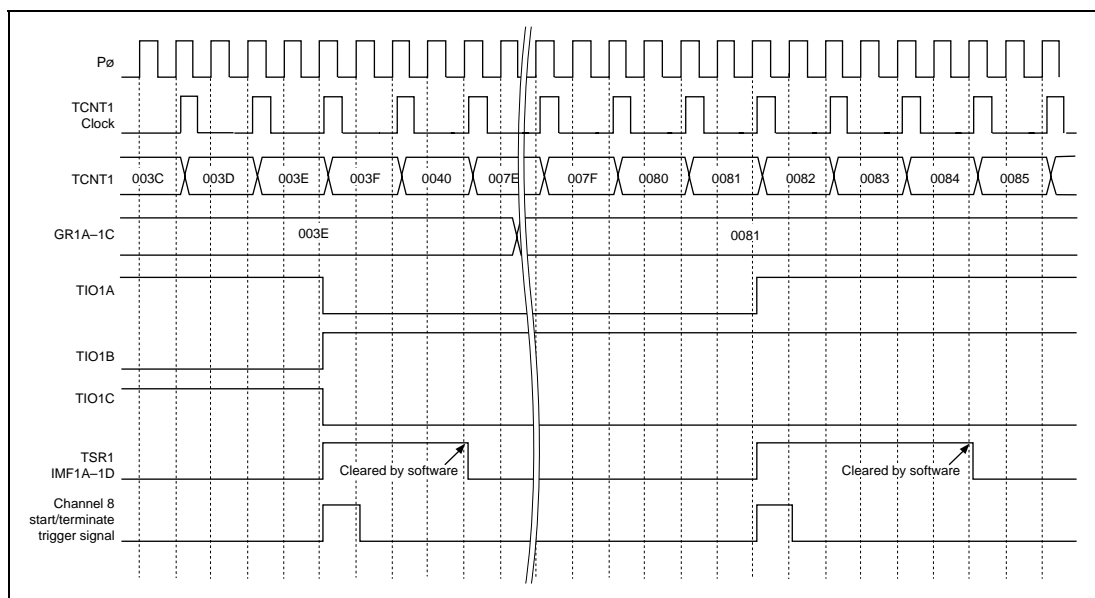 Pø
TCNT1
Clock
TCNT1
003C
003D
003E
003F
0040
007E
007F
0080
0081
0082
0083
0084
0085
GR1A–1C
003E
0081
TIO1A
TIO1B
TIO1C
TSR1
IMF1A–1D
Cleared by software
Cleared by software
Channel 8
start/terminate
trigger signal